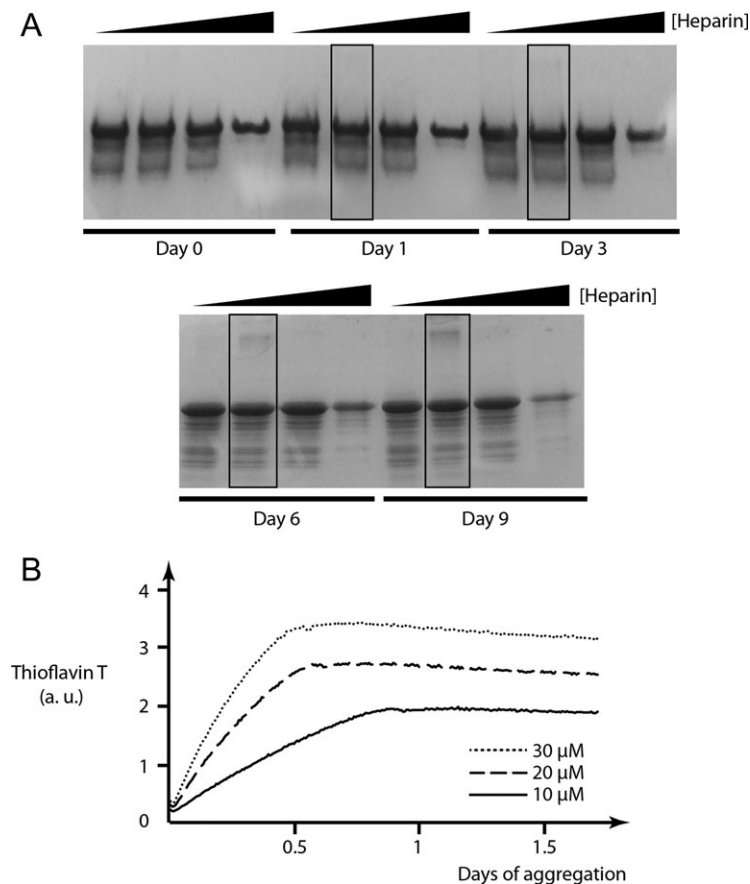 A
[Heparin]
Day 0 Day 1 Day 3
[Heparin]
Day 6 Day 9
B
4
3
Thioflavin T
(a. u.)
2
1
0
30 μM
20 μM
10 μM
0.5 1 1.5
Days of aggregation